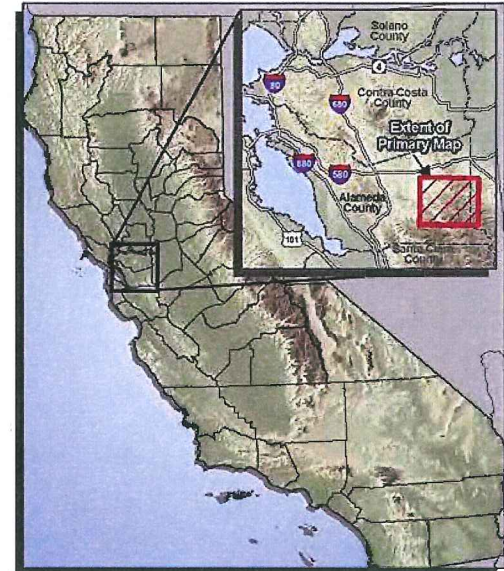 Solano
County
4
80
Contra Costa
County
680
Extent of
Primary Map
880
580
Alameda
County
101
Santa Clara
County